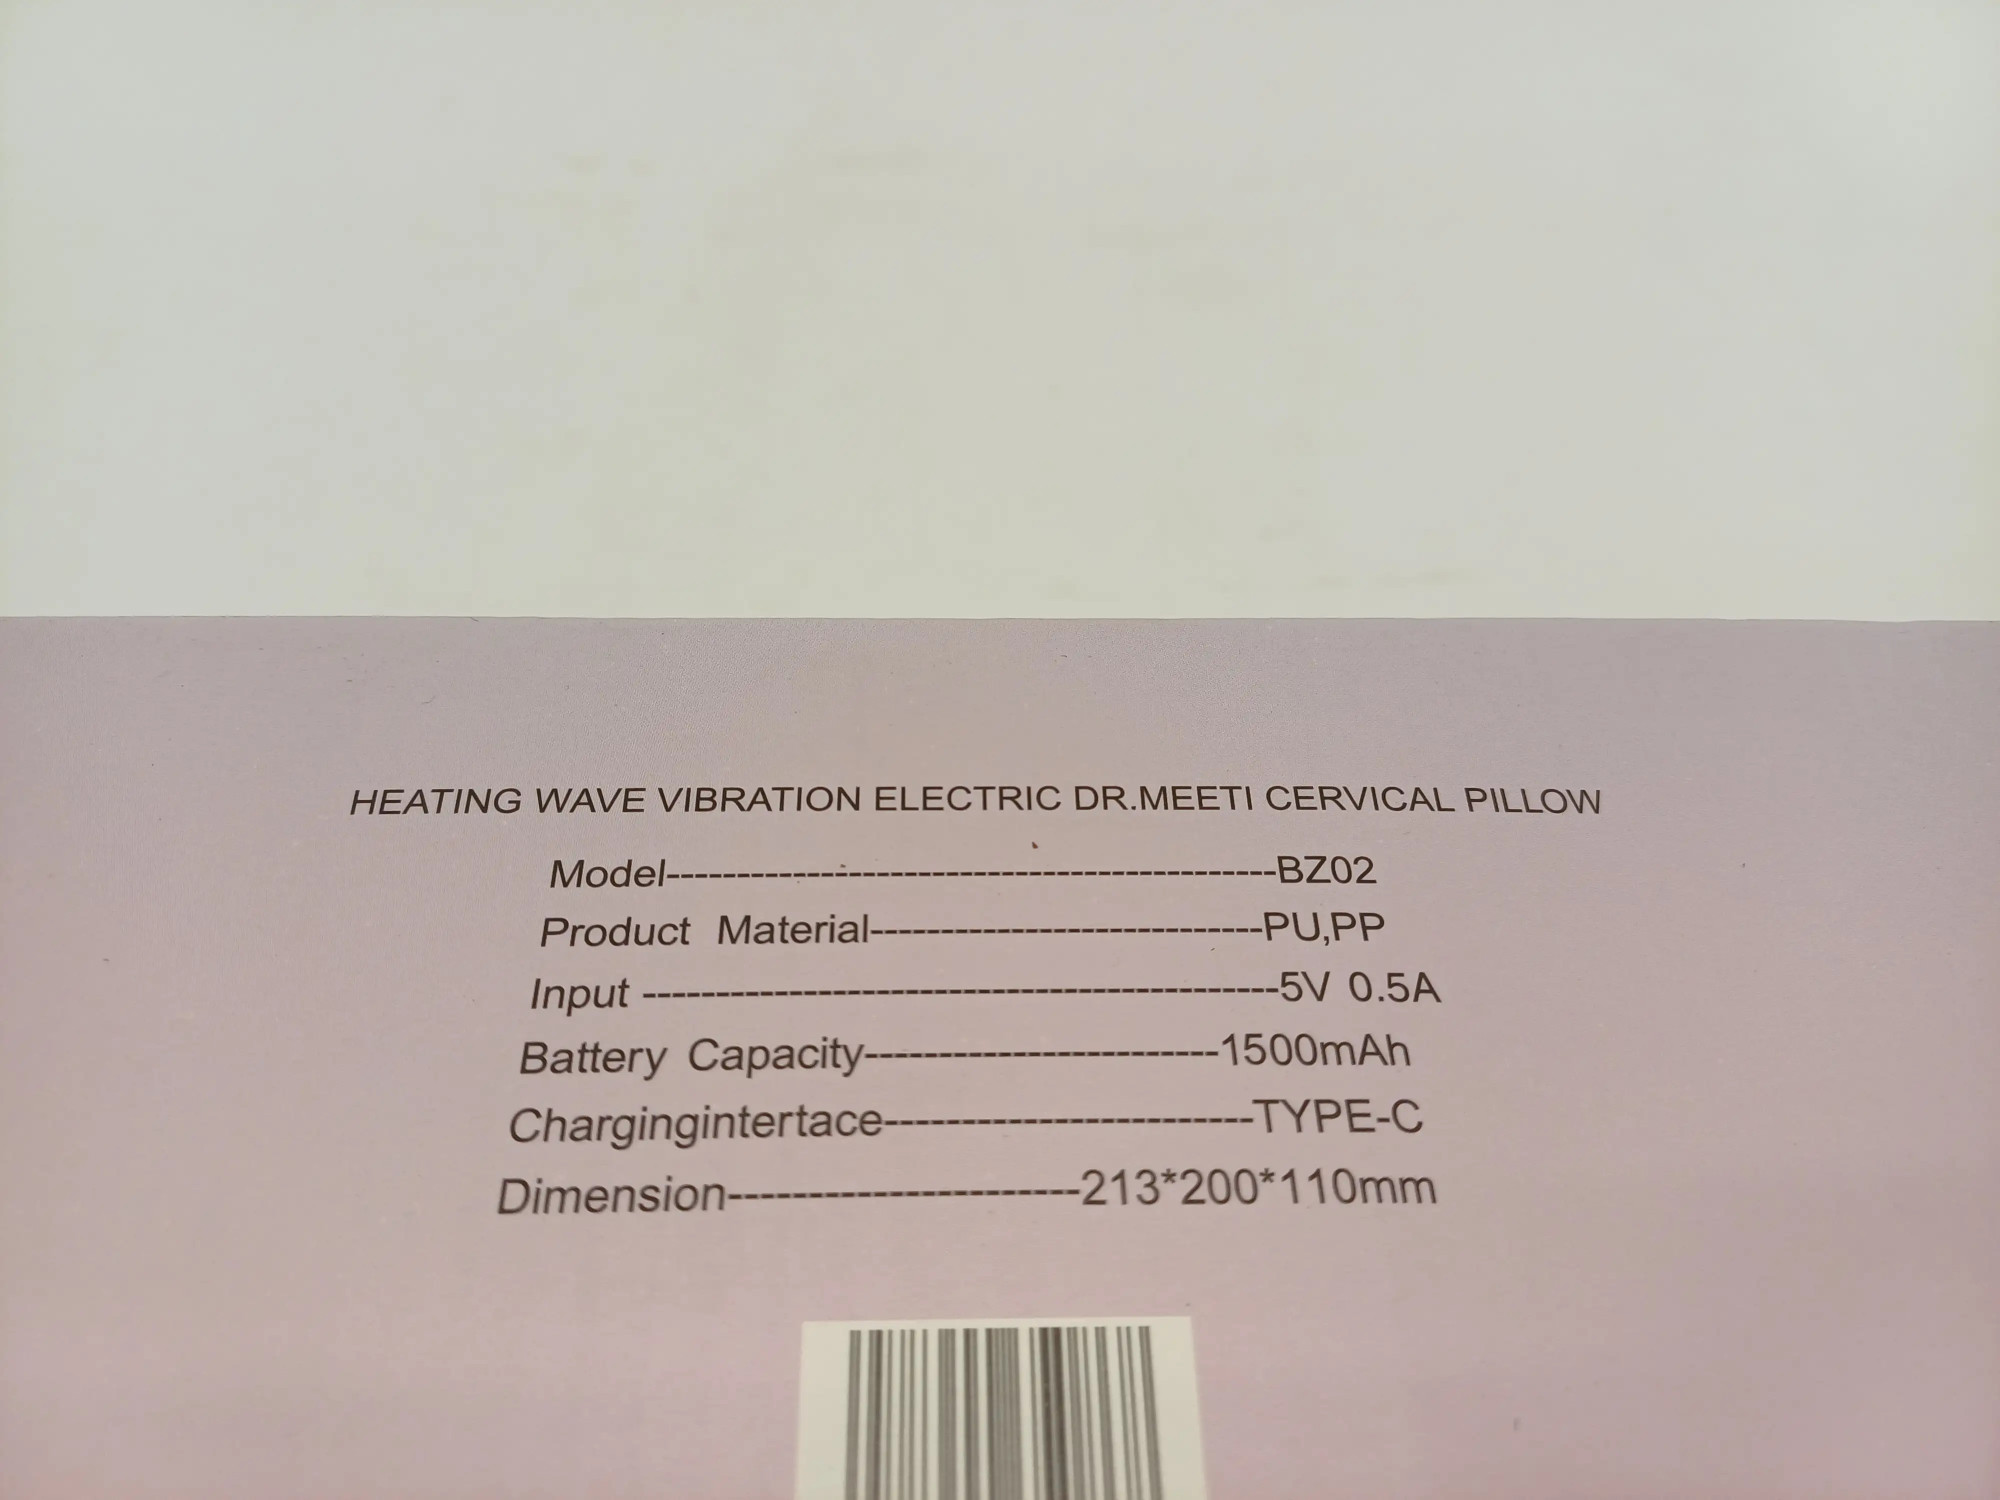 HEATING WAVE VIBRATION ELECTRIC DR.MEETI CERVICAL PILLOW
Model-------------------------------------------BZ02
Product Material----------------------------PU,PP
Input --------------------------------------------5V 0.5A
Battery Capacity------------------------1500mAh
Chargingintertace------------------------TYPE-C
Dimension----------------------213*200*110mm